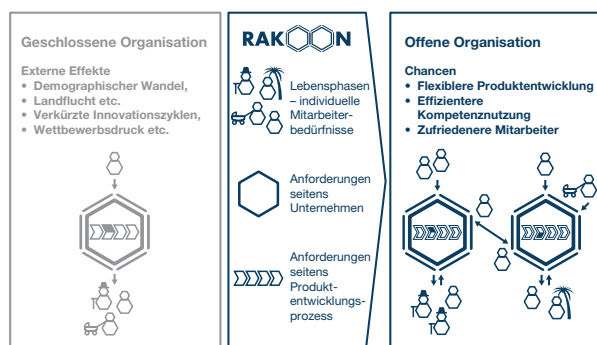 Geschlossene Organisation
Externe Effekte
• Demographischer Wandel,
• Landflucht etc.
• Verkürzte Innovationszyklen,
• Wettbewerbsdruck etc.
RAKOON
Lebensphasen
– individuelle
Mitarbeiter-
bedürfnisse
Anforderungen
seitens
Unternehmen
Anforderungen
seitens
Produkt-
entwicklungs-
prozess
Offene Organisation
Chancen
• Flexiblere Produktentwicklung
• Effizientere
Kompetenznutzung
• Zufriedenere Mitarbeiter